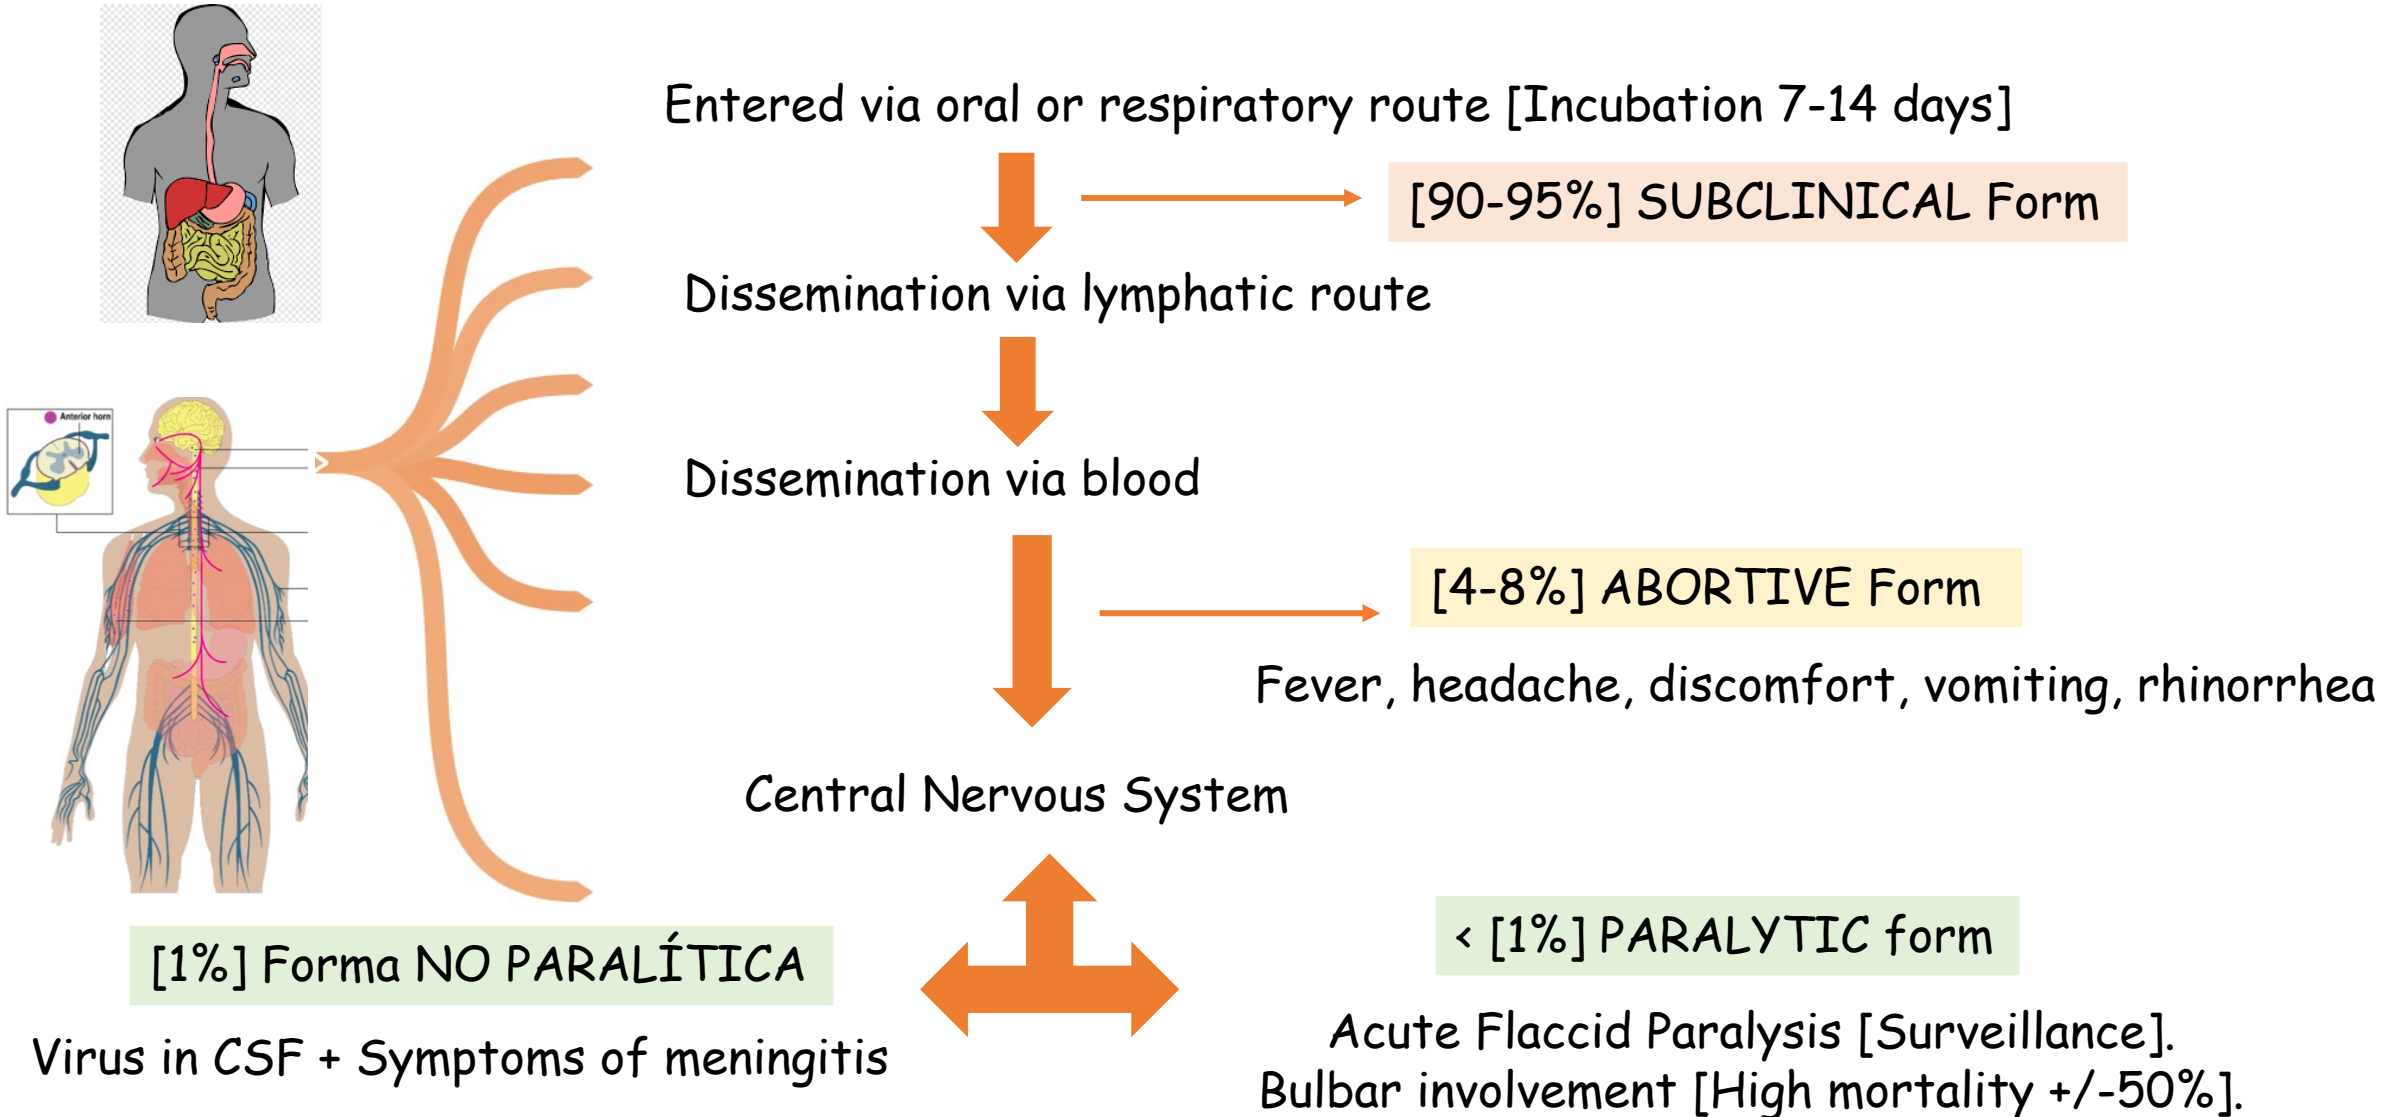 Entered via oral or respiratory route [Incubation 7-14 days]
[90-95%] SUBCLINICAL Form
Dissemination via lymphatic route
Anterior horn
Dissemination via blood
[4-8%] ABORTIVE Form
Fever, headache, discomfort, vomiting, rhinorrhea
Central Nervous System
[1%] Forma NO PARALÍTICA
Virus in CSF + Symptoms of meningitis
< [1%] PARALYTIC form
Acute Flaccid Paralysis [Surveillance].
Bulbar involvement [High mortality +/-50%].